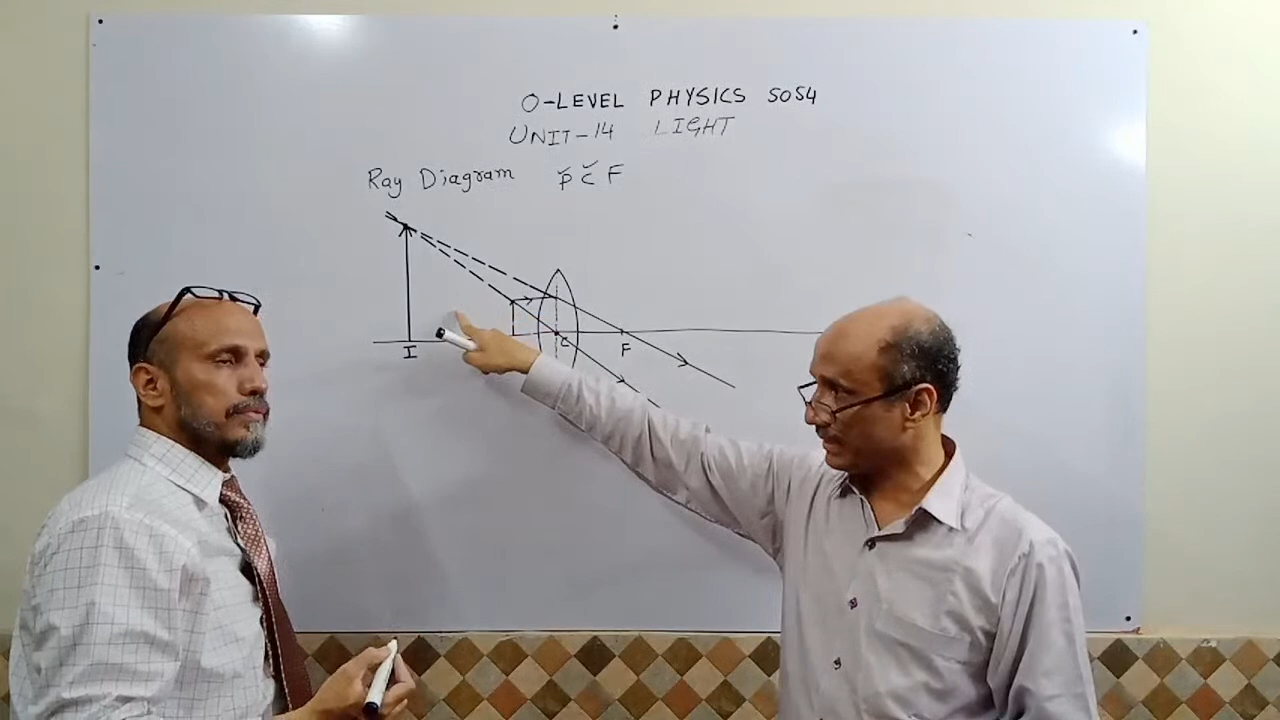 O-LEVEL PHYSICS 5054
UNIT-14 LIGHT
Ray Diagram P C F
I
C
F